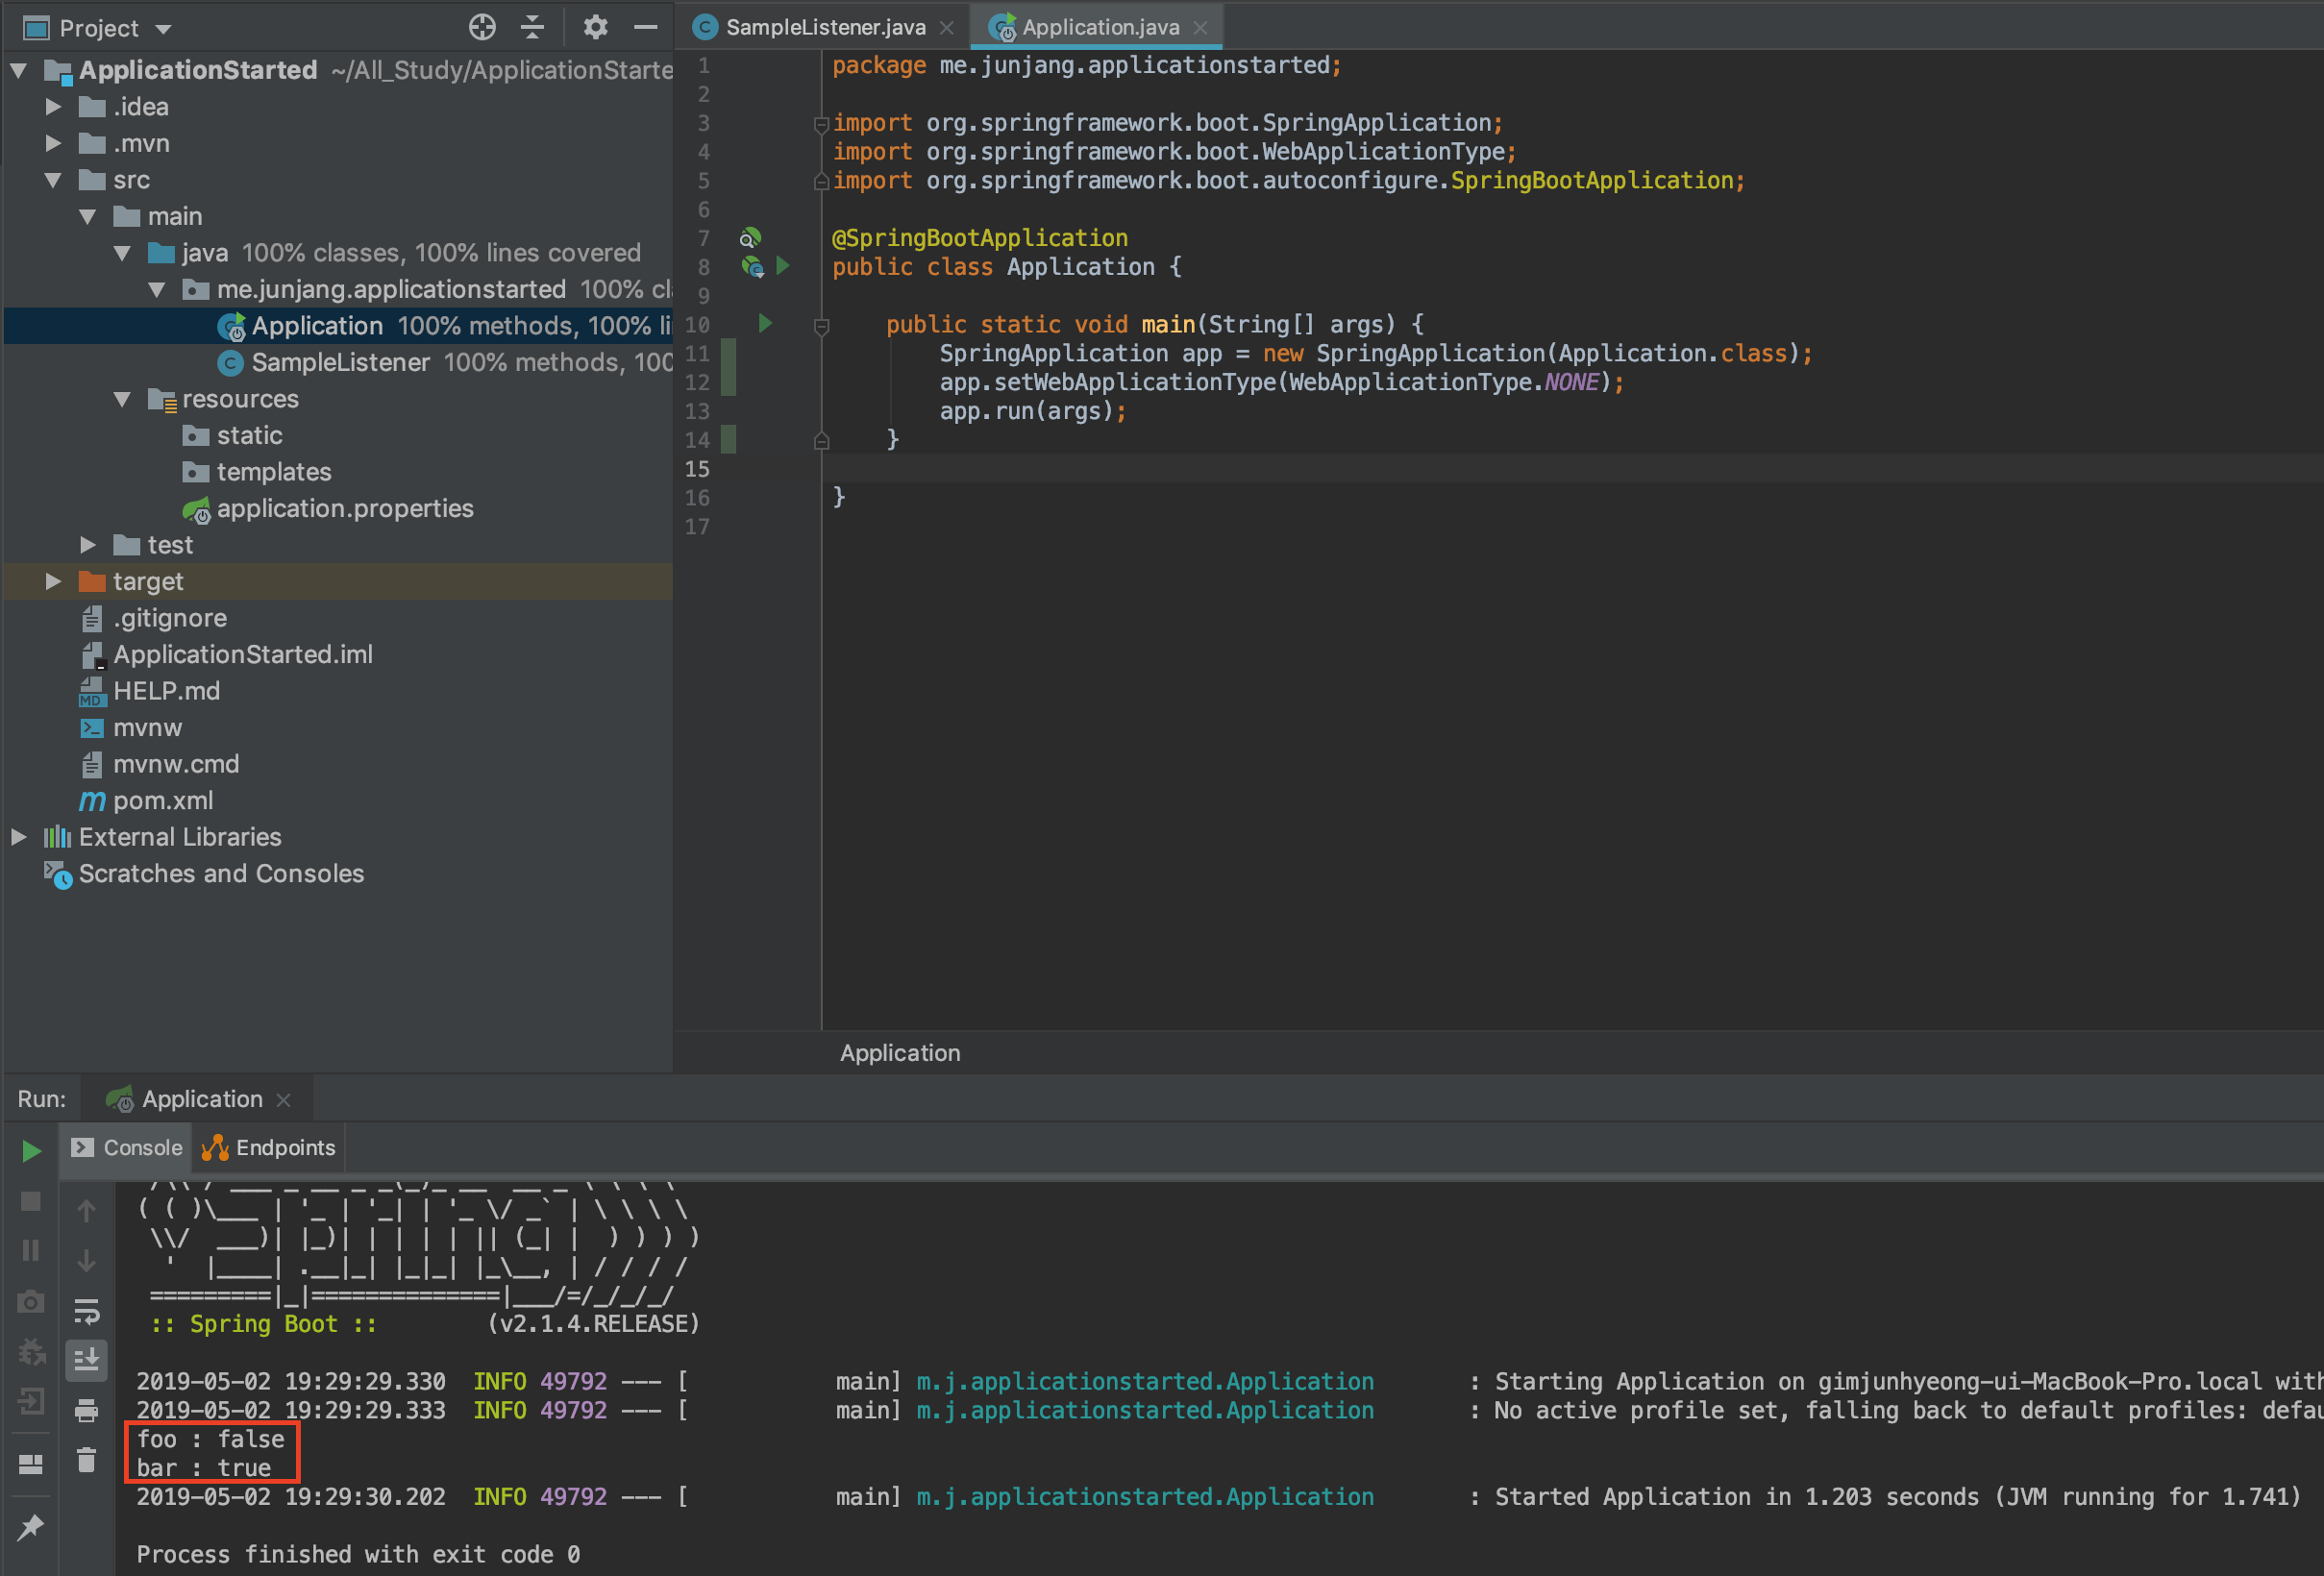 Project
ApplicationStarted ~/All_Study/ApplicationStarte
.idea
.mvn
src
main
java 100% classes, 100% lines covered
me.junjang.applicationstarted 100% cl
Application 100% methods, 100% li
SampleListener 100% methods, 100
resources
static
templates
application.properties
test
target
.gitignore
ApplicationStarted.iml
HELP.md
mvnw
mvnw.cmd
pom.xml
External Libraries
Scratches and Consoles
SampleListener.java Application.java
1 package me.junjang.applicationstarted;
2
3 import org.springframework.boot.SpringApplication;
4 import org.springframework.boot.WebApplicationType;
5 import org.springframework.boot.autoconfigure.SpringBootApplication;
6
7 @SpringBootApplication
8 public class Application {
9
10 public static void main(String[] args) {
11 SpringApplication app = new SpringApplication(Application.class);
12 app.setWebApplicationType(WebApplicationType.NONE);
13 app.run(args);
14 }
15
16 }
17
Application
Run: Application
Console Endpoints
:: Spring Boot :: (v2.1.4.RELEASE)
2019-05-02 19:29:29.330 INFO 49792 --- [ main] m.j.applicationstarted.Application : Starting Application on gimjunhyeong-ui-MacBook-Pro.local with
2019-05-02 19:29:29.333 INFO 49792 --- [ main] m.j.applicationstarted.Application : No active profile set, falling back to default profiles: defau
foo : false
bar : true
2019-05-02 19:29:30.202 INFO 49792 --- [ main] m.j.applicationstarted.Application : Started Application in 1.203 seconds (JVM running for 1.741)
Process finished with exit code 0